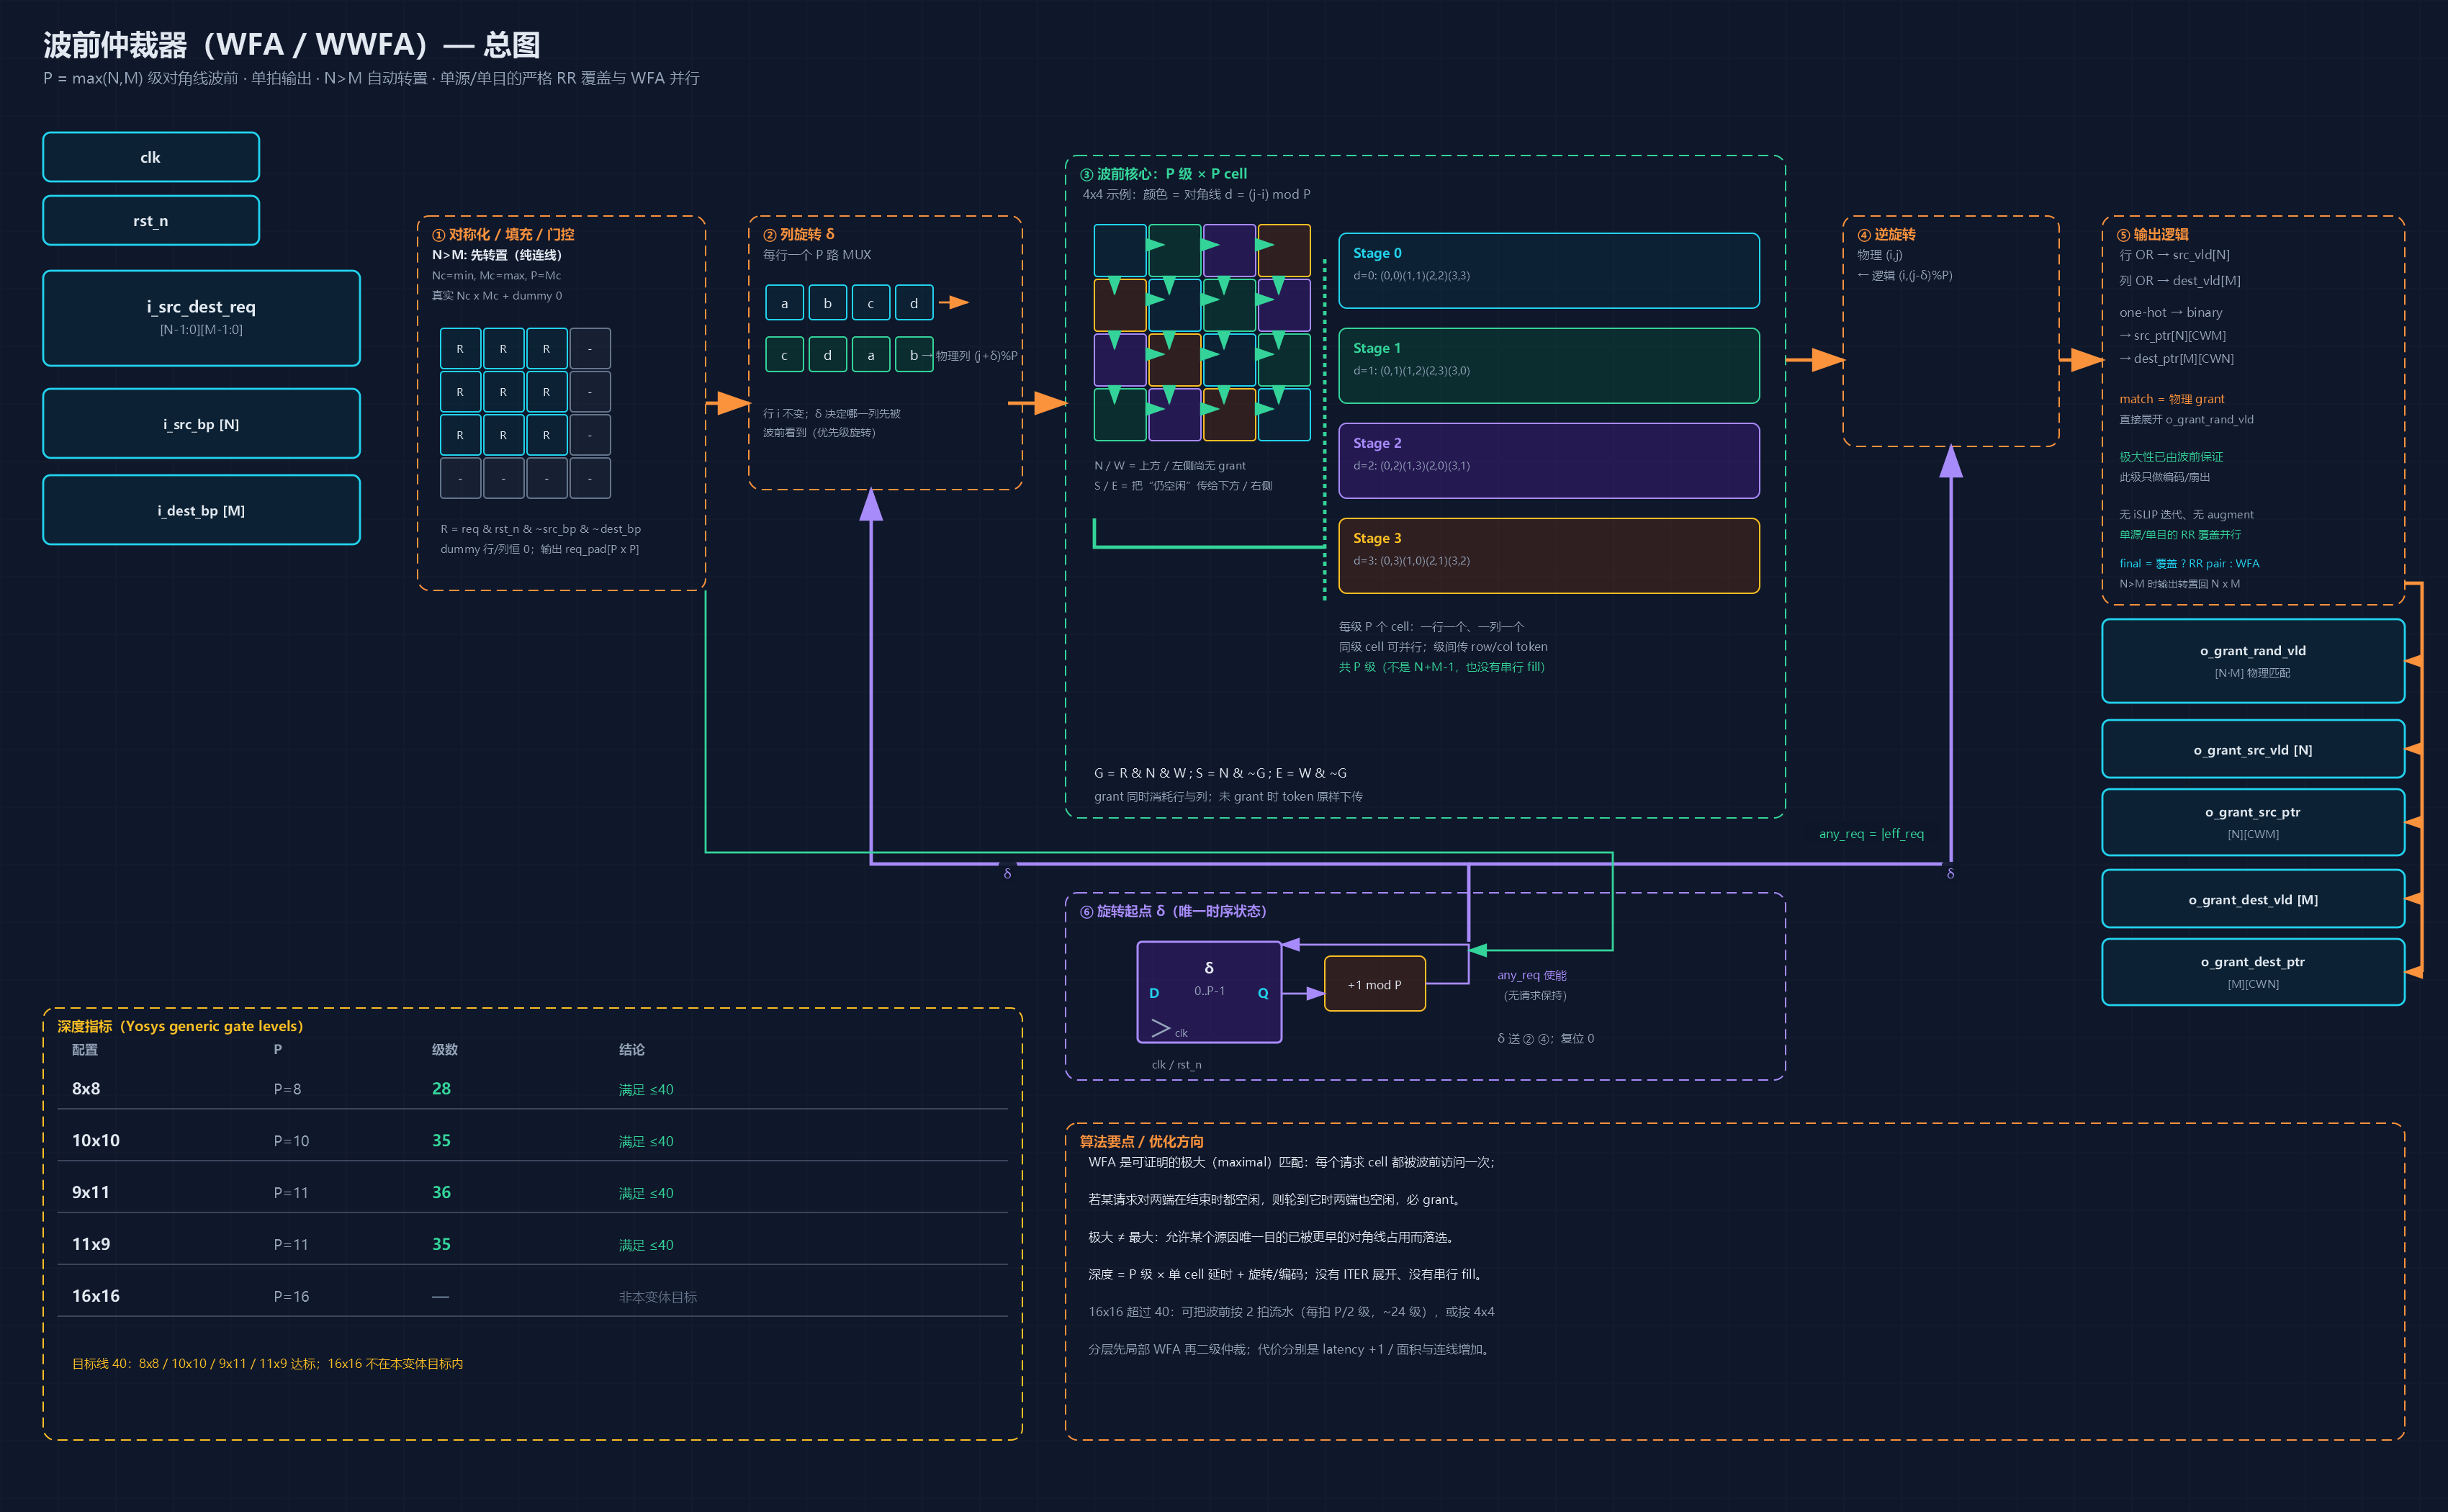 波前仲裁器（WFA / WWFA）— 总图
P = max(N,M) 级对角线波前 · 单拍输出 · N>M 自动转置 · 单源/单目的严格 RR 覆盖与 WFA 并行
clk
rst_n
i_src_dest_req
[N-1:0][M-1:0]
i_src_bp [N]
i_dest_bp [M]
① 对称化 / 填充 / 门控
N>M: 先转置（纯连线）
Nc=min, Mc=max, P=Mc
真实 Nc x Mc + dummy 0
R R R -
R R R -
R R R -
- - - -
R = req & rst_n & ~src_bp & ~dest_bp
dummy 行/列恒 0；输出 req_pad[P x P]
② 列旋转 δ
每行一个 P 路 MUX
a b c d
c d a b → 物理列 (j+δ)%P
行 i 不变；δ 决定哪一列先被
波前看到（优先级旋转）
③ 波前核心：P 级 × P cell
4x4 示例：颜色 = 对角线 d = (j-i) mod P
N / W = 上方 / 左侧尚无 grant
S / E = 把“仍空闲”传给下方 / 右侧
Stage 0
d=0: (0,0)(1,1)(2,2)(3,3)
Stage 1
d=1: (0,1)(1,2)(2,3)(3,0)
Stage 2
d=2: (0,2)(1,3)(2,0)(3,1)
Stage 3
d=3: (0,3)(1,0)(2,1)(3,2)
每级 P 个 cell：一行一个、一列一个
同级 cell 可并行；级间传 row/col token
共 P 级（不是 N+M-1，也没有串行 fill）
G = R & N & W ; S = N & ~G ; E = W & ~G
grant 同时消耗行与列；未 grant 时 token 原样下传
④ 逆旋转
物理 (i,j)
← 逻辑 (i,(j-δ)%P)
⑤ 输出逻辑
行 OR → src_vld[N]
列 OR → dest_vld[M]
one-hot → binary
→ src_ptr[N][CWM]
→ dest_ptr[M][CWN]
match = 物理 grant
直接展开 o_grant_rand_vld
极大性已由波前保证
此级只做编码/扇出
无 iSLIP 迭代、无 augment
单源/单目的 RR 覆盖并行
final = 覆盖 ? RR pair : WFA
N>M 时输出转置回 N x M
o_grant_rand_vld
[N·M] 物理匹配
o_grant_src_vld [N]
o_grant_src_ptr
[N][CWM]
o_grant_dest_vld [M]
o_grant_dest_ptr
[M][CWN]
any_req = |eff_req
δ
δ
⑥ 旋转起点 δ（唯一时序状态）
δ
D 0..P-1 Q
clk
+1 mod P
any_req 使能
（无请求保持）
δ 送 ② ④；复位 0
clk / rst_n
深度指标（Yosys generic gate levels）
配置 P 级数 结论
8x8 P=8 28 满足 ≤40
10x10 P=10 35 满足 ≤40
9x11 P=11 36 满足 ≤40
11x9 P=11 35 满足 ≤40
16x16 P=16 — 非本变体目标
目标线 40：8x8 / 10x10 / 9x11 / 11x9 达标；16x16 不在本变体目标内
算法要点 / 优化方向
WFA 是可证明的极大（maximal）匹配：每个请求 cell 都被波前访问一次；
若某请求对两端在结束时都空闲，则轮到它时两端也空闲，必 grant。
极大 ≠ 最大：允许某个源因唯一目的已被更早的对角线占用而落选。
深度 = P 级 × 单 cell 延时 + 旋转/编码；没有 ITER 展开、没有串行 fill。
16x16 超过 40：可把波前按 2 拍流水（每拍 P/2 级，~24 级），或按 4x4
分层先局部 WFA 再二级仲裁；代价分别是 latency +1 / 面积与连线增加。